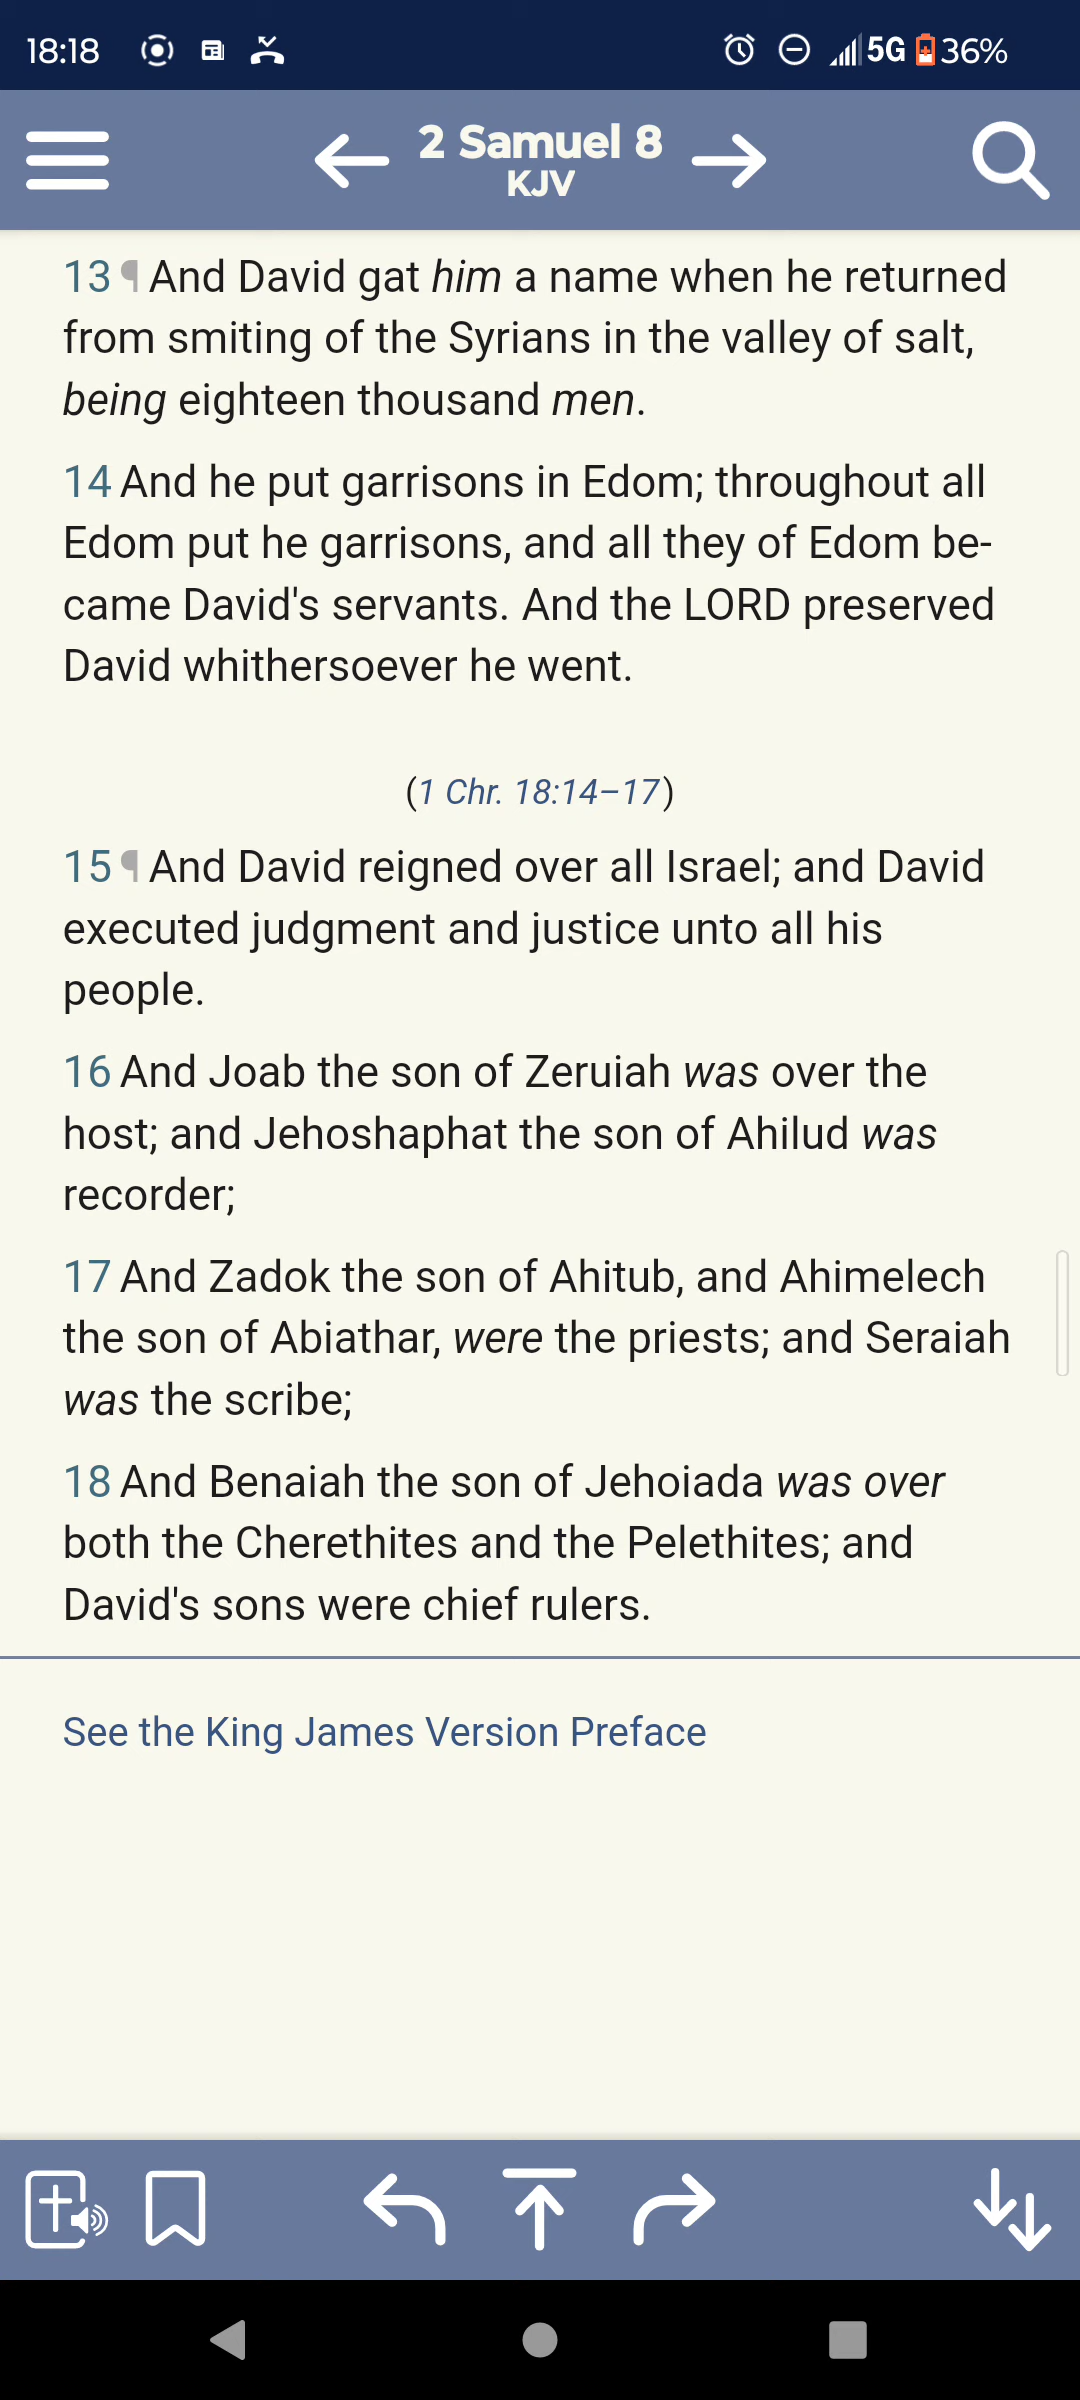 18:18 5G 36%
2 Samuel 8
KJV
13 ¶ And David gat him a name when he returned
from smiting of the Syrians in the valley of salt,
being eighteen thousand men.
14 And he put garrisons in Edom; throughout all
Edom put he garrisons, and all they of Edom be-
came David's servants. And the LORD preserved
David whithersoever he went.
(1 Chr. 18:14–17)
15 ¶ And David reigned over all Israel; and David
executed judgment and justice unto all his
people.
16 And Joab the son of Zeruiah was over the
host; and Jehoshaphat the son of Ahilud was
recorder;
17 And Zadok the son of Ahitub, and Ahimelech
the son of Abiathar, were the priests; and Seraiah
was the scribe;
18 And Benaiah the son of Jehoiada was over
both the Cherethites and the Pelethites; and
David's sons were chief rulers.
See the King James Version Preface